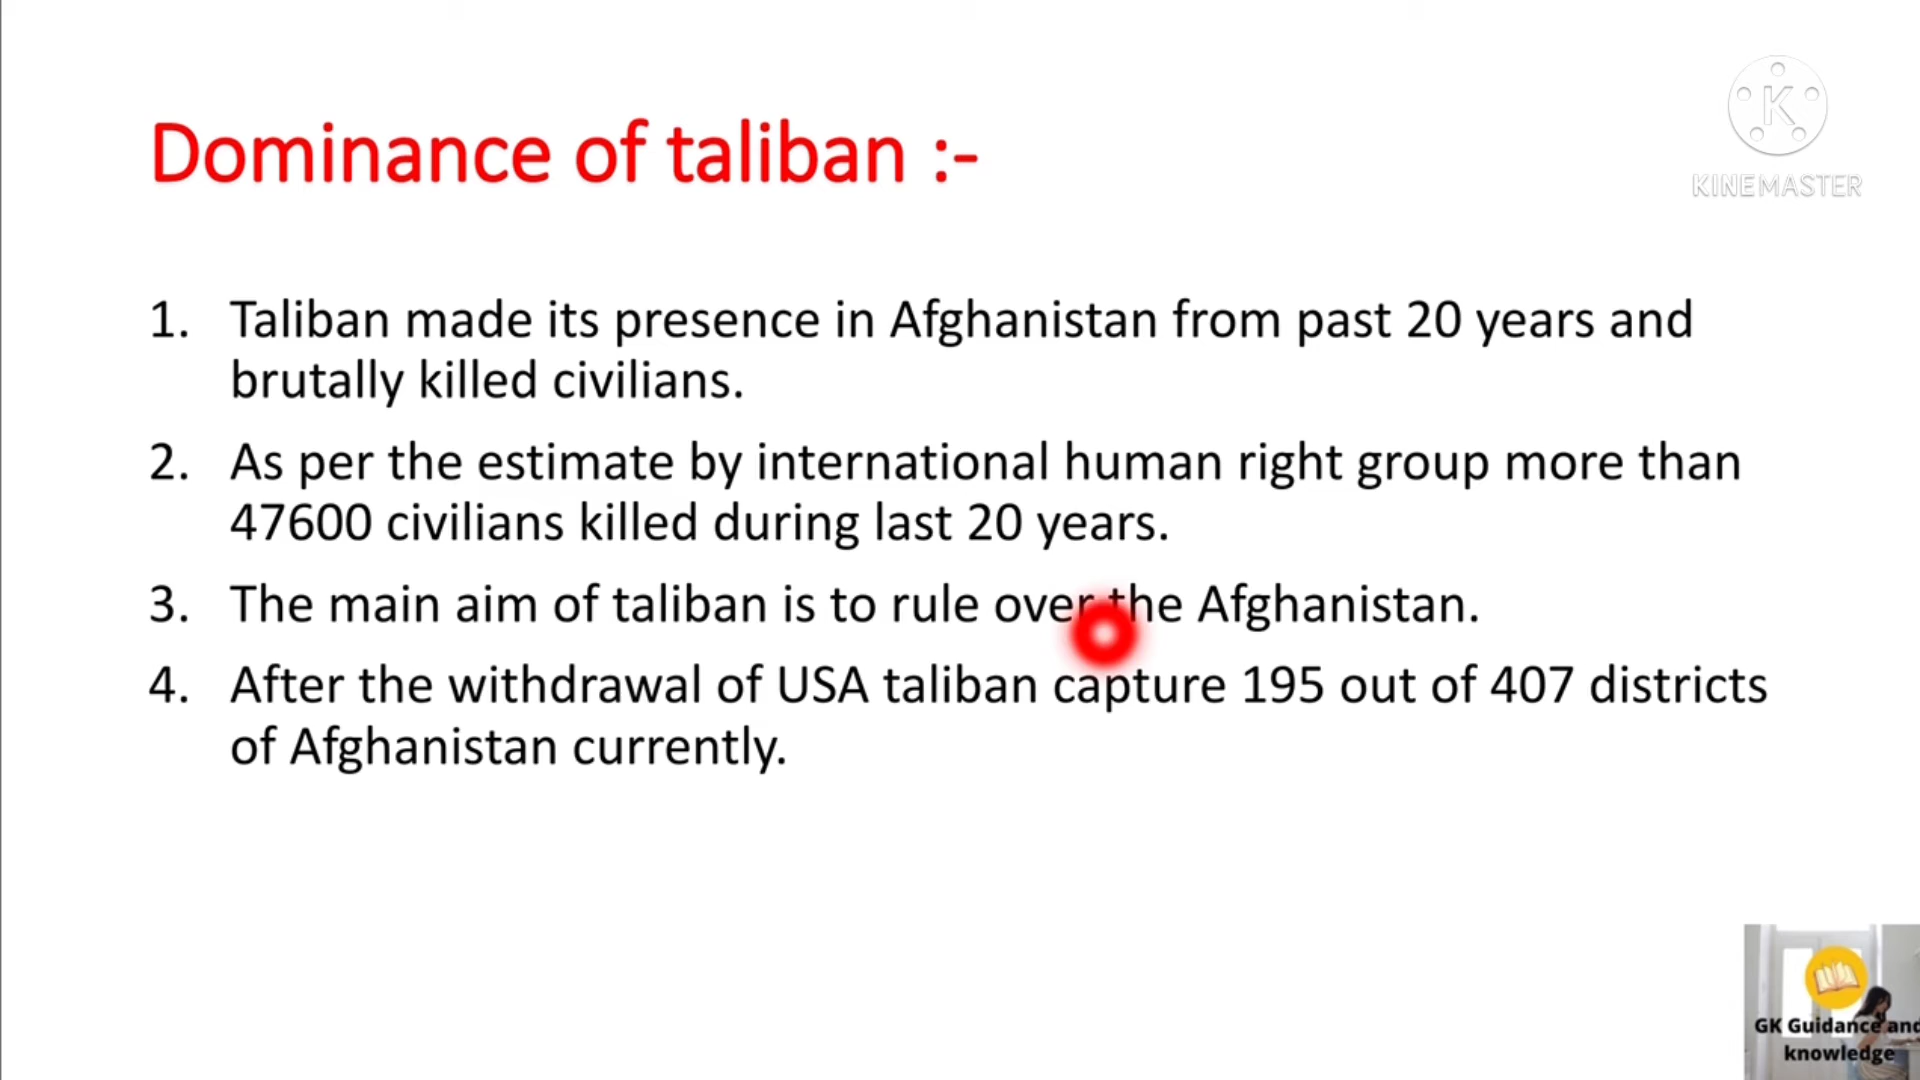 Dominance of taliban :-
K
KINEMASTER
1. Taliban made its presence in Afghanistan from past 20 years and
brutally killed civilians.
2. As per the estimate by international human right group more than
47600 civilians killed during last 20 years.
3. The main aim of taliban is to rule over the Afghanistan.
4. After the withdrawal of USA taliban capture 195 out of 407 districts
of Afghanistan currently.
GK Guidance and
knowledge